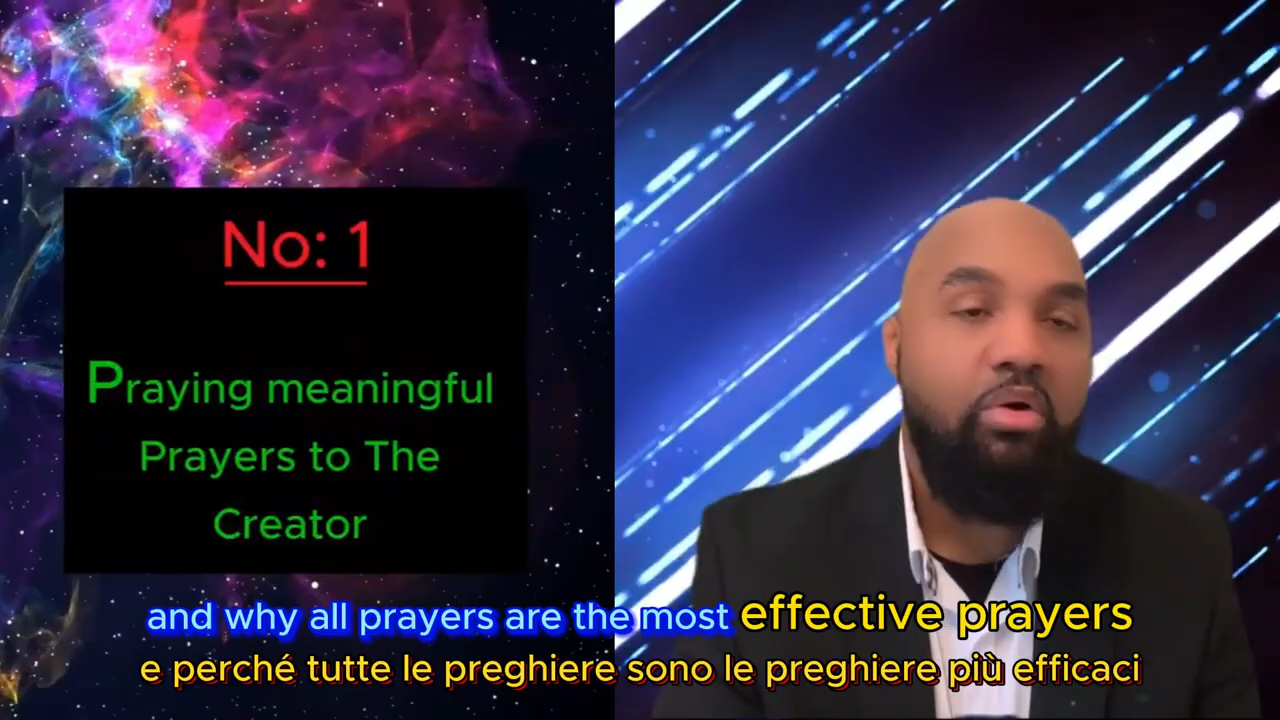 No: 1
Praying meaningful
Prayers to The
Creator
and why all prayers are the most effective prayers
e perché tutte le preghiere sono le preghiere più efficaci